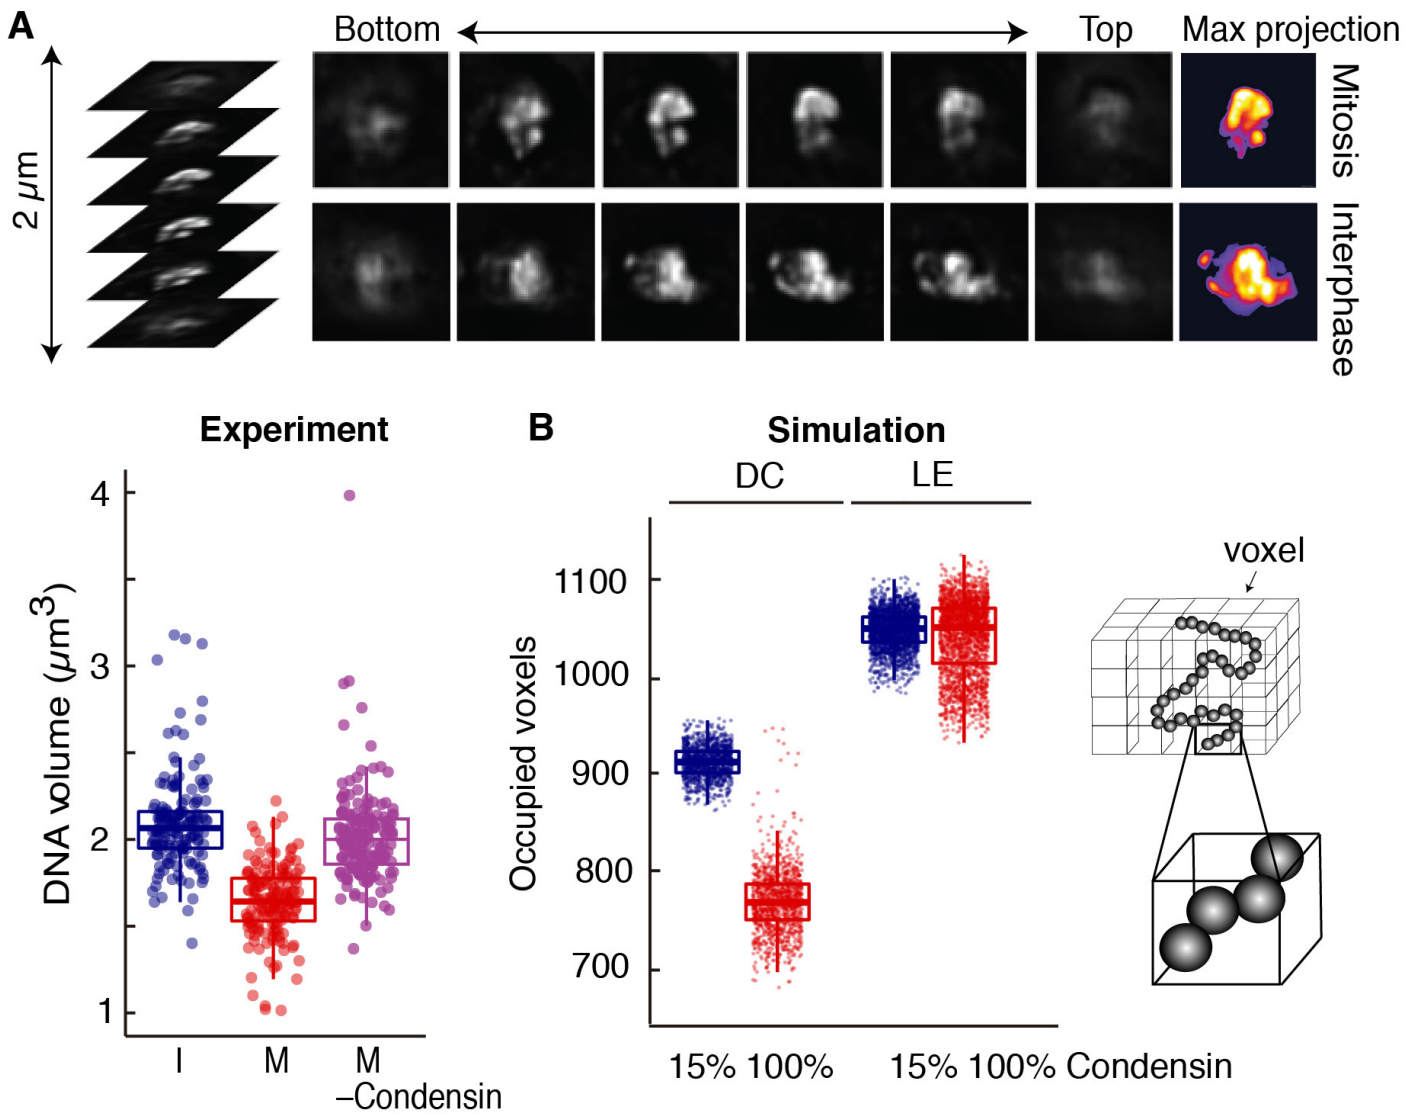 A
Bottom
Top
Max projection
2 µm
Mitosis
Interphase
Experiment
DNA volume (µm³)
4
3
2
1
I
M
M
–Condensin
B
Simulation
DC
LE
Occupied voxels
1100
1000
900
800
700
15% 100%
15% 100% Condensin
voxel